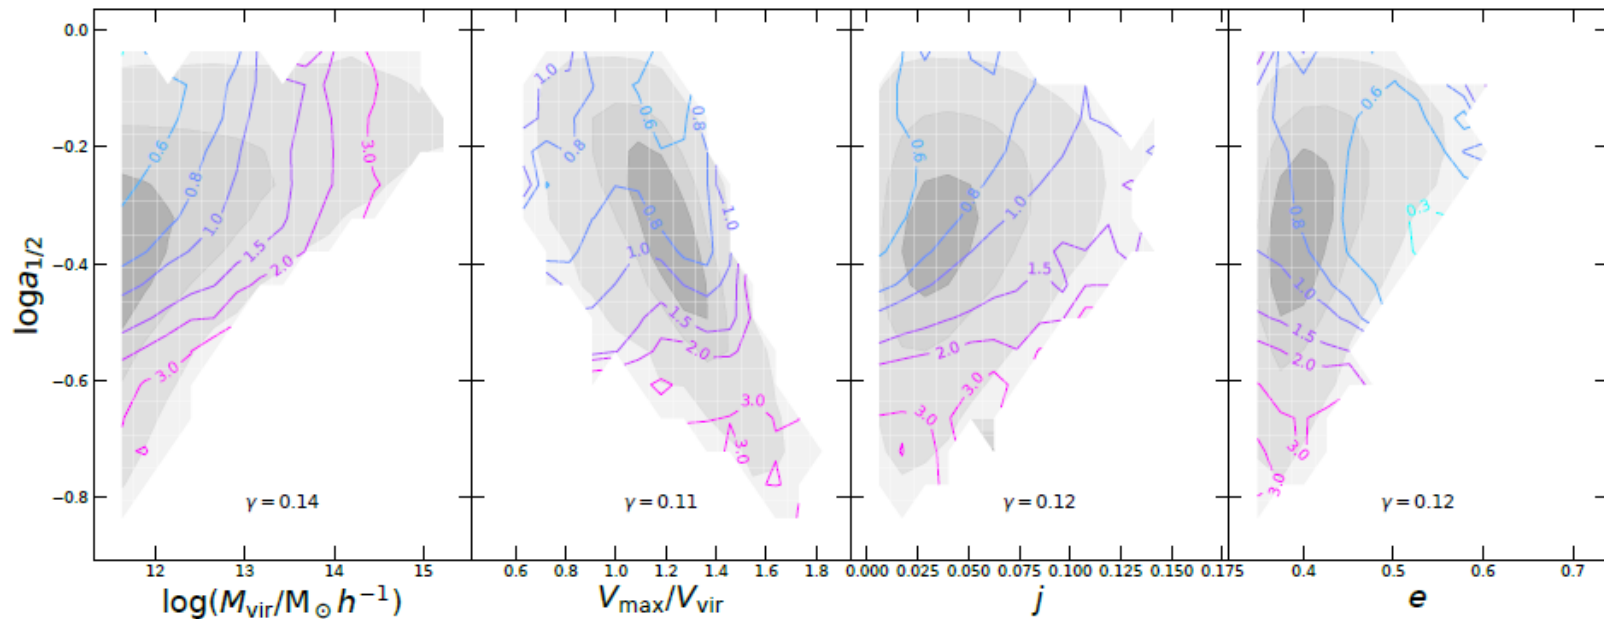 0.0
−0.2
−0.4
−0.6
−0.8
loga1/2
0.6
0.8
1.0
1.5
2.0
3.0
3.0
γ = 0.14
12 13 14 15
log(Mvir/M⊙h−1)
1.0
0.8
0.6
0.8
0.8
1.0
1.0
1.5
2.0
3.0
3.0
γ = 0.11
0.6 0.8 1.0 1.2 1.4 1.6 1.8
Vmax/Vvir
0.6
0.8
1.0
1.5
2.0
3.0
3.0
γ = 0.12
0.000 0.025 0.050 0.075 0.100 0.125 0.150 0.175
j
0.6
0.3
0.8
1.0
1.5
2.0
3.0
3.0
γ = 0.12
0.4 0.5 0.6 0.7
e